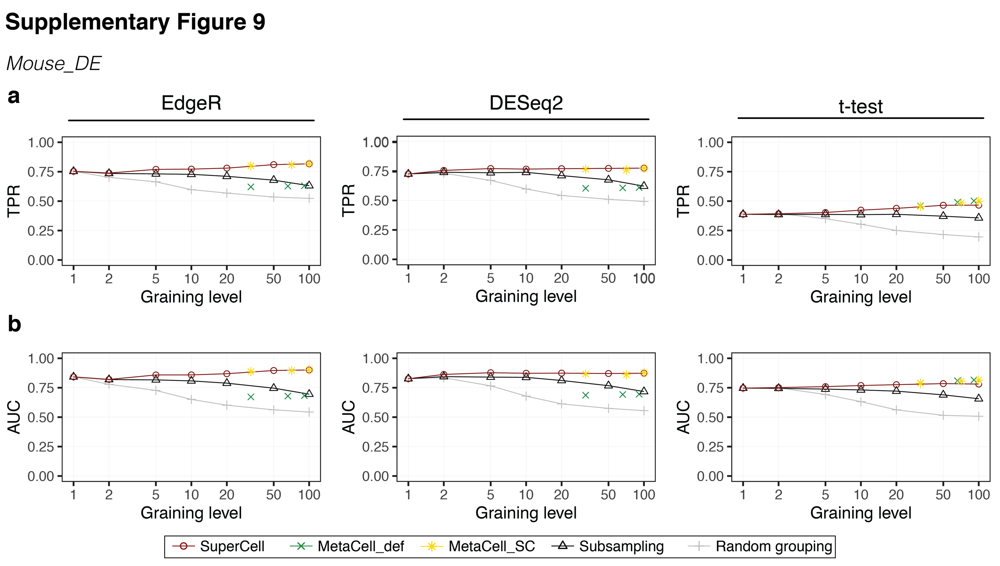 Supplementary Figure 9
Mouse_DE
a
EdgeR
DESeq2
t-test
TPR
1.00
0.75
0.50
0.25
0.00
1 2 5 10 20 50 100
Graining level
TPR
1.00
0.75
0.50
0.25
0.00
1 2 5 10 20 50 100
Graining level
TPR
1.00
0.75
0.50
0.25
0.00
1 2 5 10 20 50 100
Graining level
b
AUC
1.00
0.75
0.50
0.25
0.00
1 2 5 10 20 50 100
Graining level
AUC
1.00
0.75
0.50
0.25
0.00
1 2 5 10 20 50 100
Graining level
AUC
1.00
0.75
0.50
0.25
0.00
1 2 5 10 20 50 100
Graining level
SuperCell MetaCell_def MetaCell_SC Subsampling Random grouping